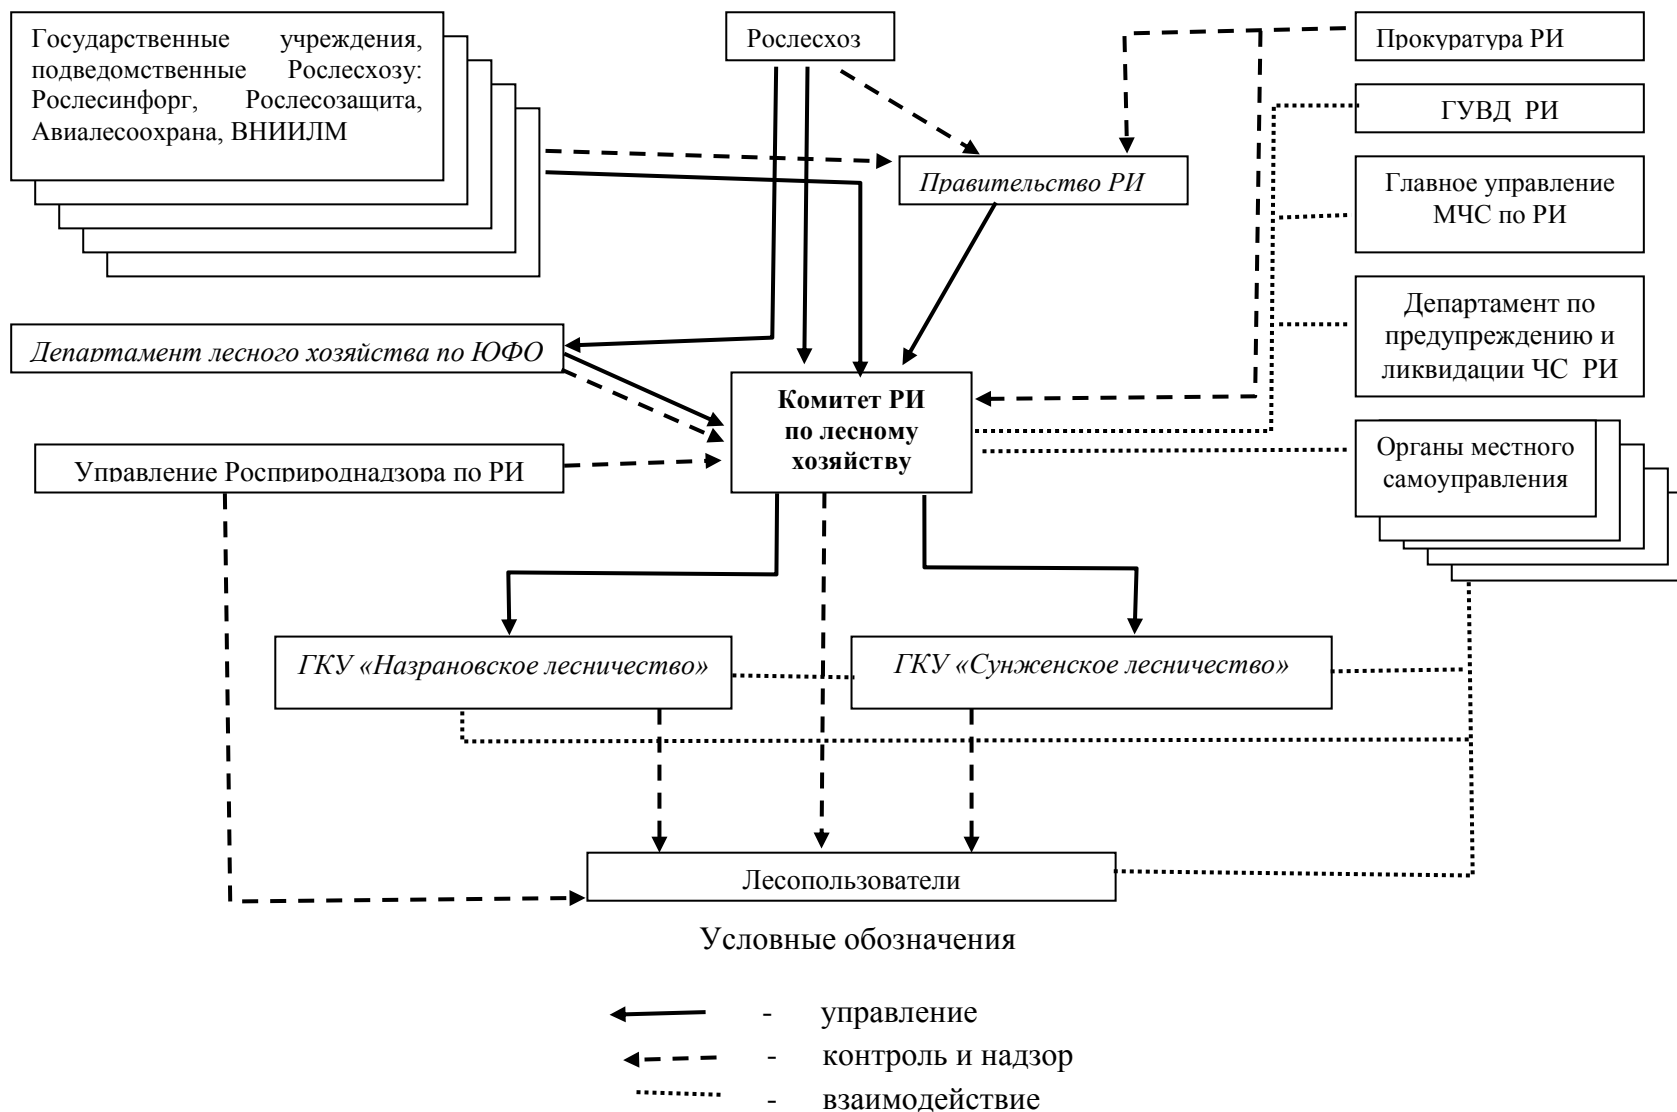 Государственные учреждения,
подведомственные Рослесхозу:
Рослесинфорг, Рослесозащита,
Авиалесоохрана, ВНИИЛМ
Рослесхоз
Прокуратура РИ
ГУВД РИ
Правительство РИ
Главное управление
МЧС по РИ
Департамент по
предупреждению и
ликвидации ЧС РИ
Департамент лесного хозяйства по ЮФО
Комитет РИ
по лесному
хозяйству
Управление Росприроднадзора по РИ
Органы местного
самоуправления
ГКУ «Назрановское лесничество»
ГКУ «Сунженское лесничество»
Лесопользователи
Условные обозначения
- управление
- контроль и надзор
- взаимодействие